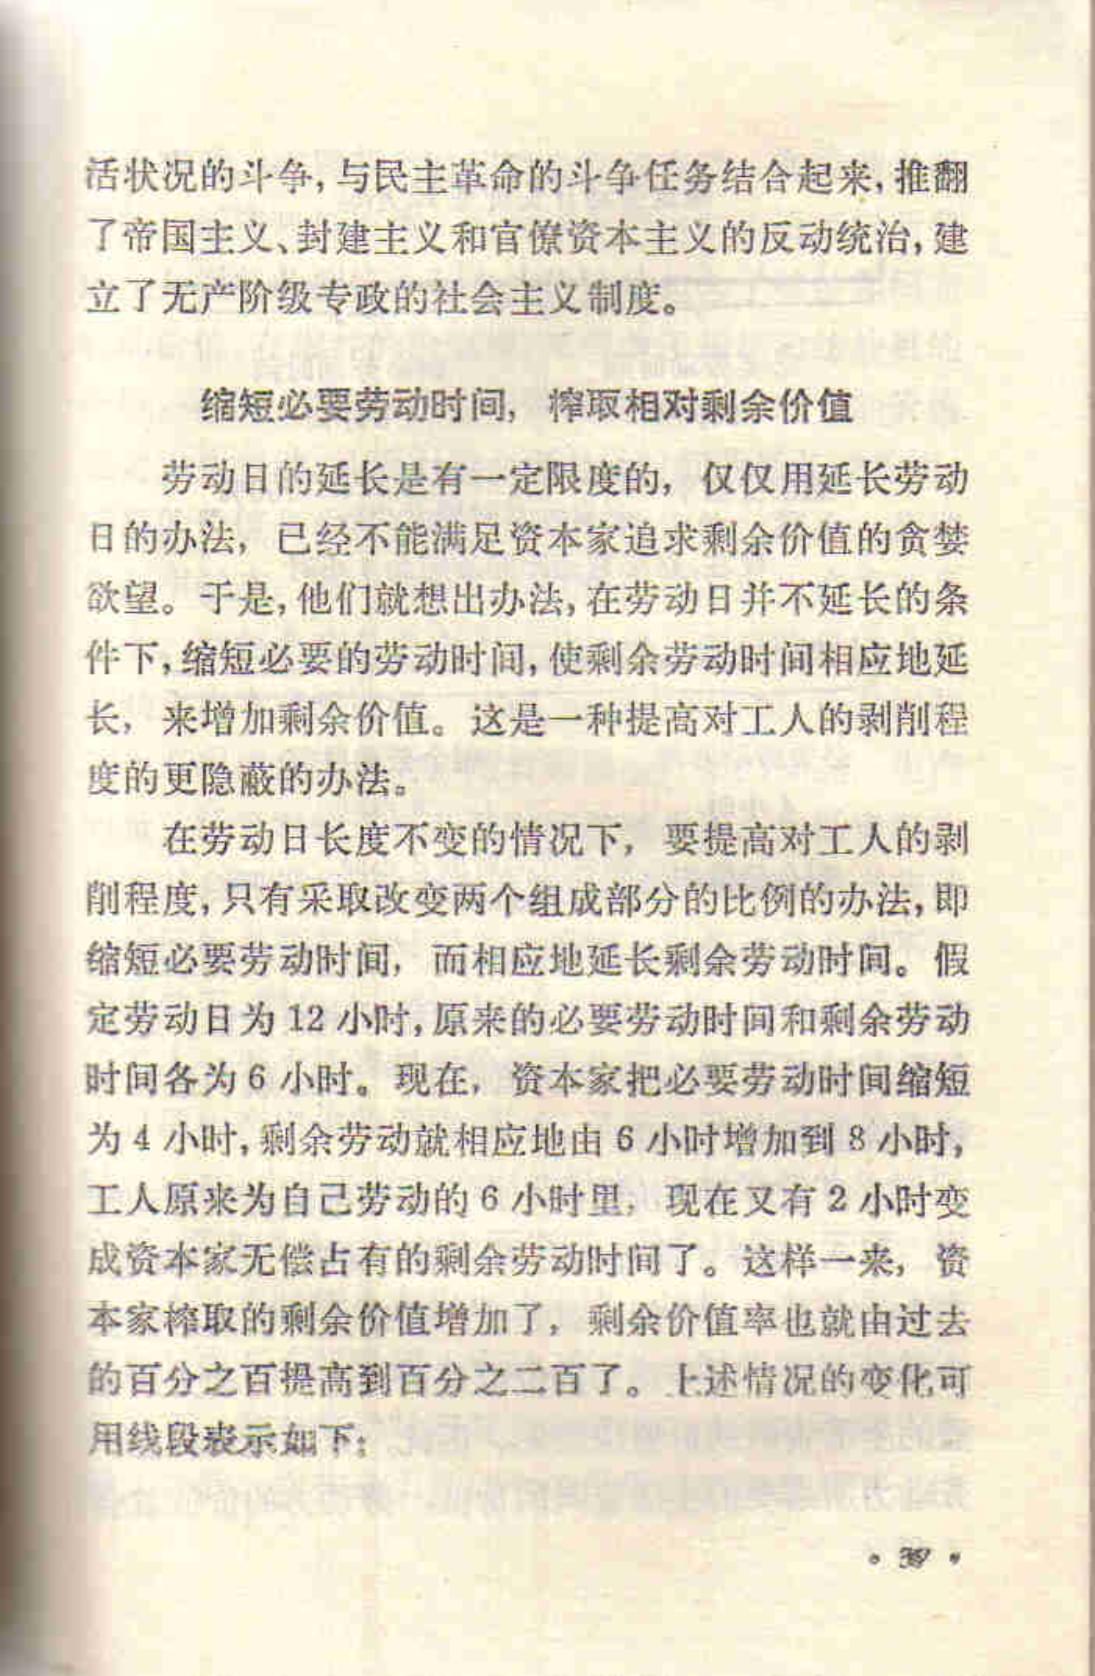 活状况的斗争,与民主革命的斗争任务结合起来,推翻
了帝国主义、封建主义和官僚资本主义的反动统治,建
立了无产阶级专政的社会主义制度。
缩短必要劳动时间,榨取相对剩余价值
劳动日的延长是有一定限度的,仅仅用延长劳动
日的办法,已经不能满足资本家追求剩余价值的贪婪
欲望。于是,他们就想出办法,在劳动日并不延长的条
件下,缩短必要的劳动时间,使剩余劳动时间相应地延
长,来增加剩余价值。这是一种提高对工人的剥削程
度的更隐蔽的办法。
在劳动日长度不变的情况下,要提高对工人的剥
削程度,只有采取改变两个组成部分的比例的办法,即
缩短必要劳动时间,而相应地延长剩余劳动时间。假
定劳动日为12小时,原来的必要劳动时间和剩余劳动
时间各为6小时。现在,资本家把必要劳动时间缩短
为4小时,剩余劳动就相应地由6小时增加到8小时,
工人原来为自己劳动的6小时里,现在又有2小时变
成资本家无偿占有的剩余劳动时间了。这样一来,资
本家榨取的剩余价值增加了,剩余价值率也就由过去
的百分之百提高到百分之二百了。上述情况的变化可
用线段表示如下: